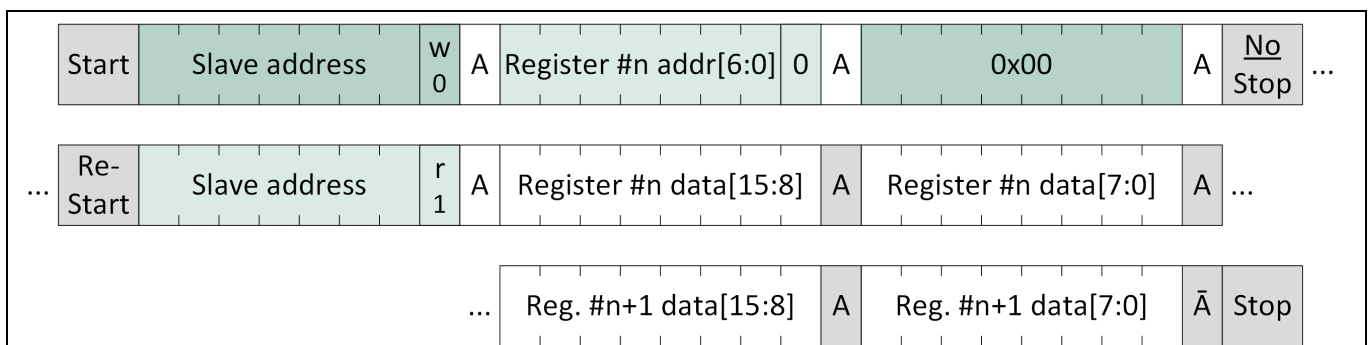 Start Slave address w 0 A Register #n addr[6:0] 0 A 0x00 A No Stop ...
... Re-Start Slave address r 1 A Register #n data[15:8] A Register #n data[7:0] A ...
... Reg. #n+1 data[15:8] A Reg. #n+1 data[7:0] Ā Stop